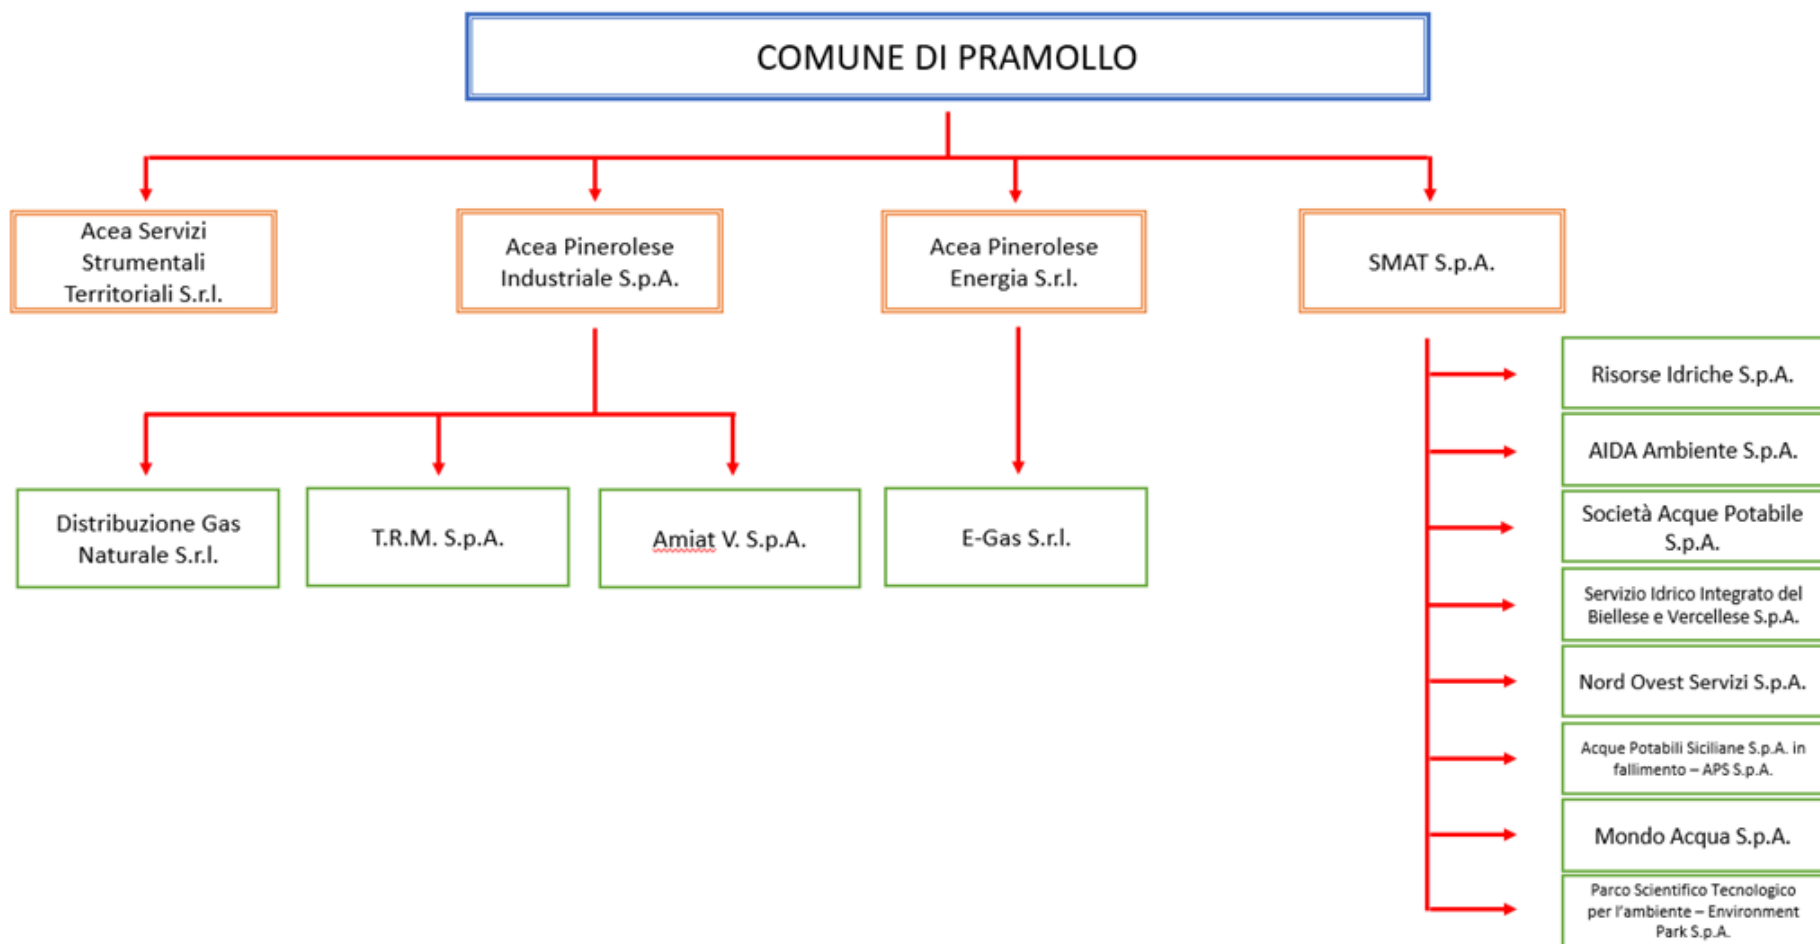 COMUNE DI PRAMOLLO
Acea Servizi
Strumentali
Territoriali S.r.l.
Acea Pinerolese
Industriale S.p.A.
Acea Pinerolese
Energia S.r.l.
SMAT S.p.A.
Distribuzione Gas
Naturale S.r.l.
T.R.M. S.p.A.
Amiat V. S.p.A.
E-Gas S.r.l.
Risorse Idriche S.p.A.
AIDA Ambiente S.p.A.
Società Acque Potabile
S.p.A.
Servizio Idrico Integrato del
Biellese e Vercellese S.p.A.
Nord Ovest Servizi S.p.A.
Acque Potabili Siciliane S.p.A. in
fallimento – APS S.p.A.
Mondo Acqua S.p.A.
Parco Scientifico Tecnologico
per l'ambiente – Environment
Park S.p.A.